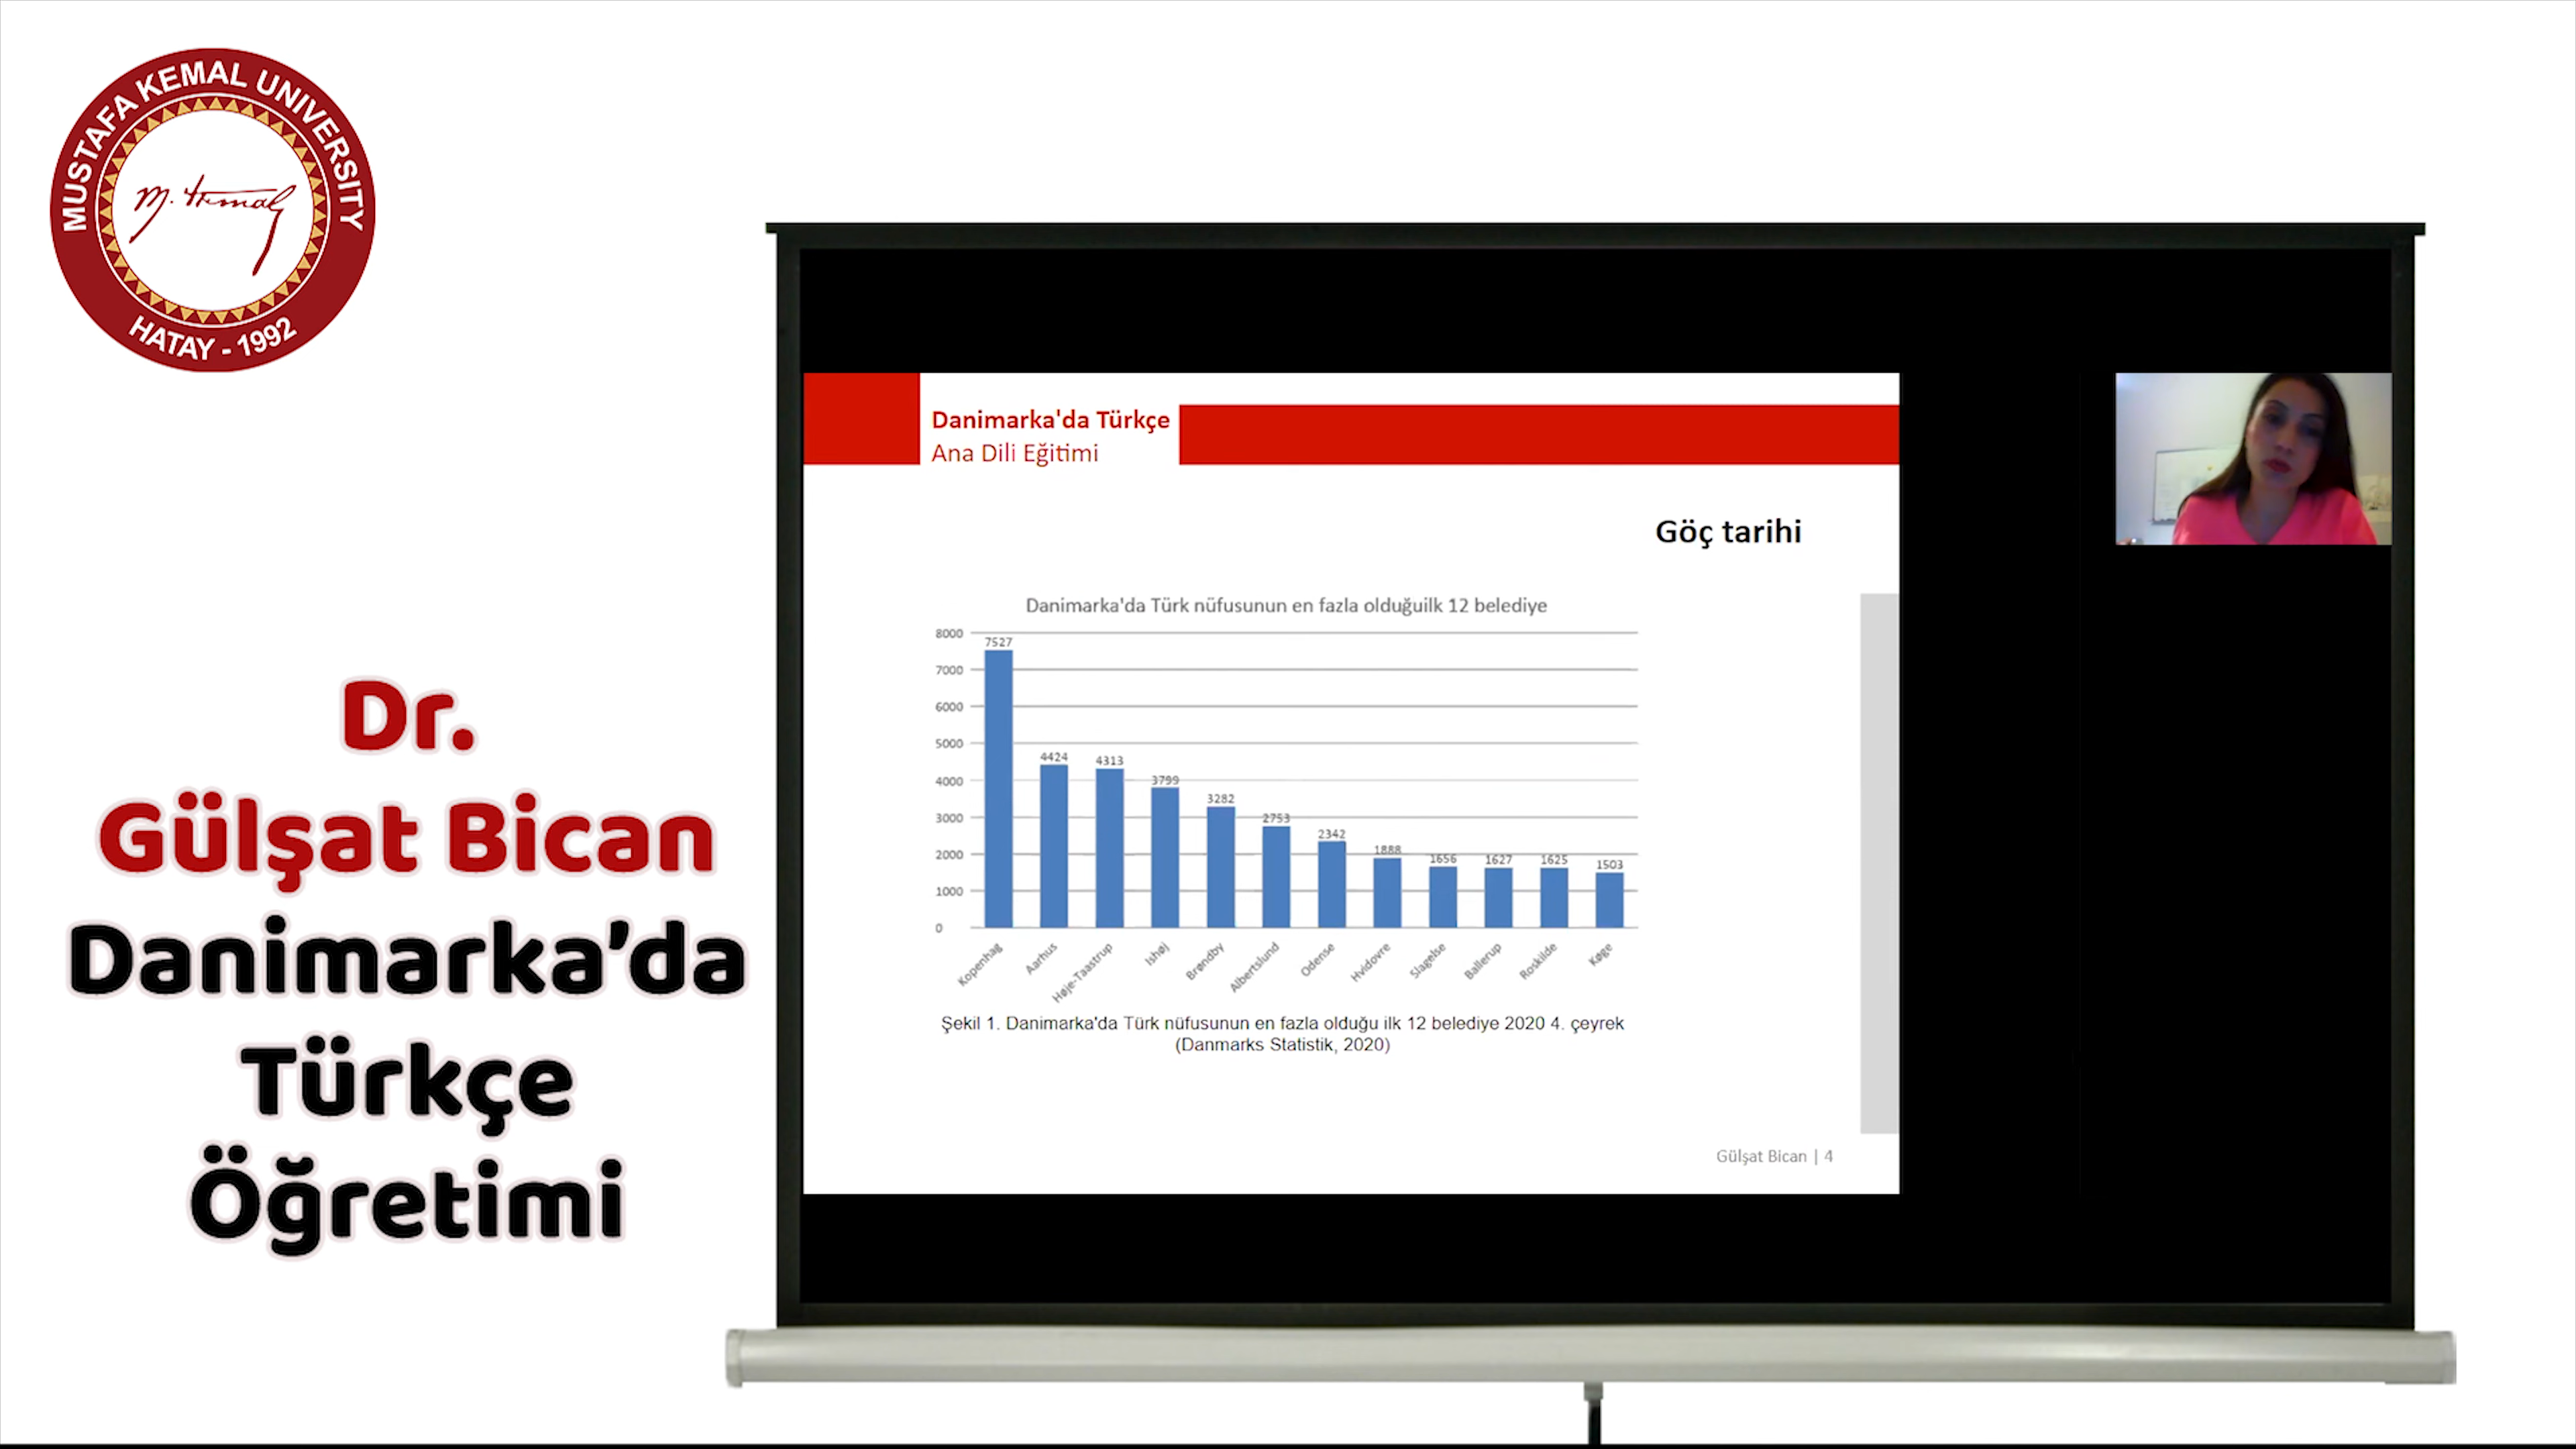 MUSTAFA KEMAL UNIVERSITY
M. Kemal
HATAY - 1992
Dr.
Gülşat Bican
Danimarka’da
Türkçe
Öğretimi
Danimarka'da Türkçe
Ana Dili Eğitimi
Göç tarihi
Danimarka'da Türk nüfusunun en fazla olduğuilk 12 belediye
8000
7000
6000
5000
4000
3000
2000
1000
0
7527
4424
4313
3799
3282
2753
2342
1888
1656
1627
1625
1503
Kopenhag
Aarhus
Høje-Taastrup
Ishøj
Brøndby
Albertslund
Odense
Hvidovre
Slagelse
Ballerup
Roskilde
Køge
Şekil 1. Danimarka'da Türk nüfusunun en fazla olduğu ilk 12 belediye 2020 4. çeyrek
(Danmarks Statistik, 2020)
Gülşat Bican | 4